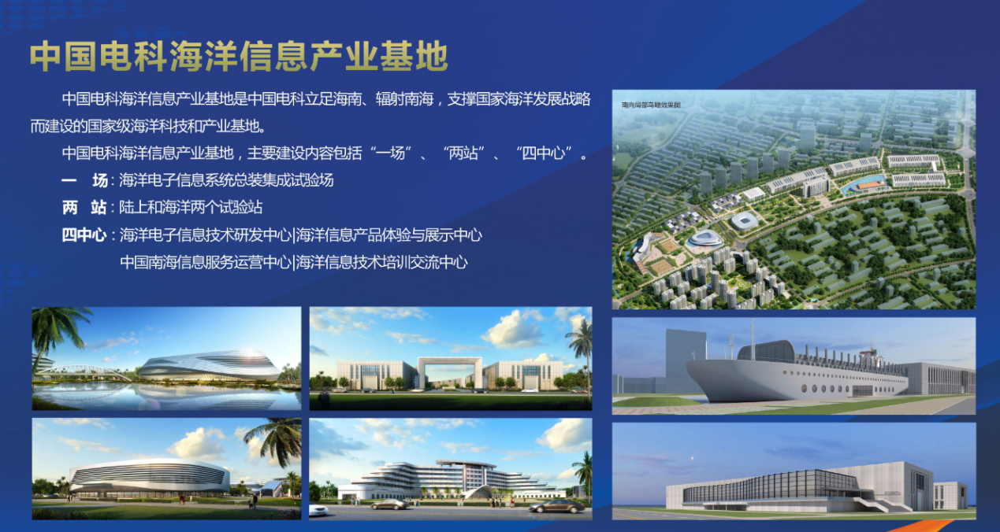 中国电科海洋信息产业基地
中国电科海洋信息产业基地是中国电科立足海南、辐射南海，支撑国家海洋发展战略
而建设的国家级海洋科技和产业基地。
中国电科海洋信息产业基地，主要建设内容包括“一场”、“两站”、“四中心”。
一 场：海洋电子信息系统总装集成试验场
两 站：陆上和海洋两个试验站
四中心：海洋电子信息技术研发中心|海洋信息产品体验与展示中心
中国南海信息服务运营中心|海洋信息技术培训交流中心
南向局部鸟瞰效果图